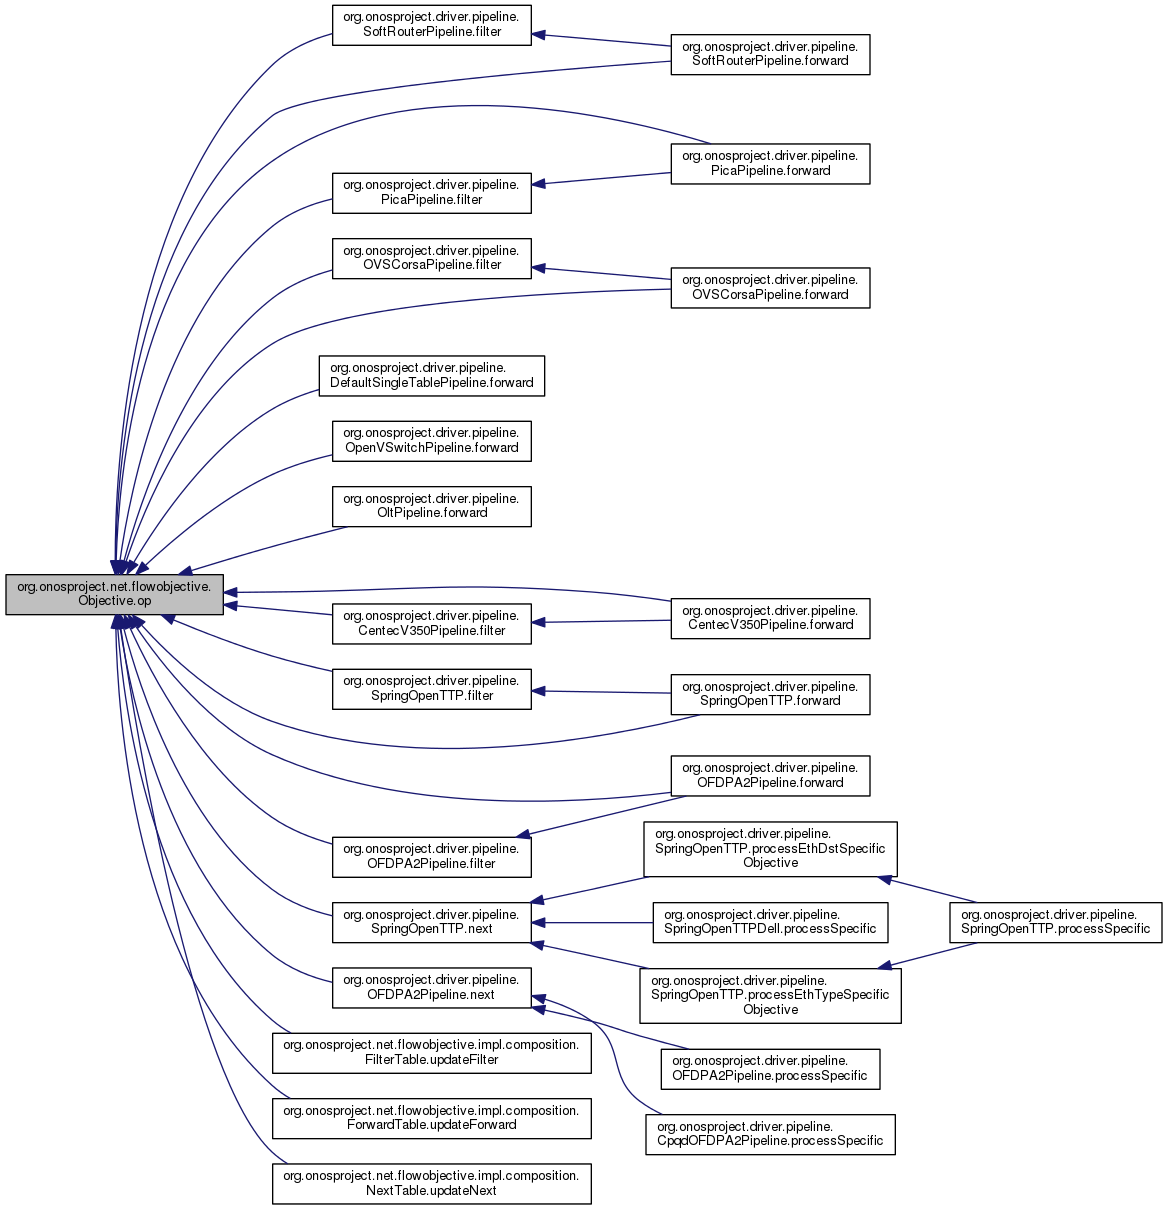 org.onosproject.driver.pipeline.
SoftRouterPipeline.filter
org.onosproject.driver.pipeline.
SoftRouterPipeline.forward
org.onosproject.driver.pipeline.
PicaPipeline.forward
org.onosproject.driver.pipeline.
PicaPipeline.filter
org.onosproject.driver.pipeline.
OVSCorsaPipeline.filter
org.onosproject.driver.pipeline.
OVSCorsaPipeline.forward
org.onosproject.driver.pipeline.
DefaultSingleTablePipeline.forward
org.onosproject.driver.pipeline.
OpenVSwitchPipeline.forward
org.onosproject.driver.pipeline.
OltPipeline.forward
org.onosproject.net.flowobjective.
Objective.op
org.onosproject.driver.pipeline.
CentecV350Pipeline.filter
org.onosproject.driver.pipeline.
CentecV350Pipeline.forward
org.onosproject.driver.pipeline.
SpringOpenTTP.filter
org.onosproject.driver.pipeline.
SpringOpenTTP.forward
org.onosproject.driver.pipeline.
OFDPA2Pipeline.forward
org.onosproject.driver.pipeline.
OFDPA2Pipeline.filter
org.onosproject.driver.pipeline.
SpringOpenTTP.processEthDstSpecific
Objective
org.onosproject.driver.pipeline.
SpringOpenTTP.next
org.onosproject.driver.pipeline.
SpringOpenTTPDell.processSpecific
org.onosproject.driver.pipeline.
SpringOpenTTP.processSpecific
org.onosproject.driver.pipeline.
OFDPA2Pipeline.next
org.onosproject.driver.pipeline.
SpringOpenTTP.processEthTypeSpecific
Objective
org.onosproject.net.flowobjective.impl.composition.
FilterTable.updateFilter
org.onosproject.driver.pipeline.
OFDPA2Pipeline.processSpecific
org.onosproject.net.flowobjective.impl.composition.
ForwardTable.updateForward
org.onosproject.driver.pipeline.
CpqdOFDPA2Pipeline.processSpecific
org.onosproject.net.flowobjective.impl.composition.
NextTable.updateNext